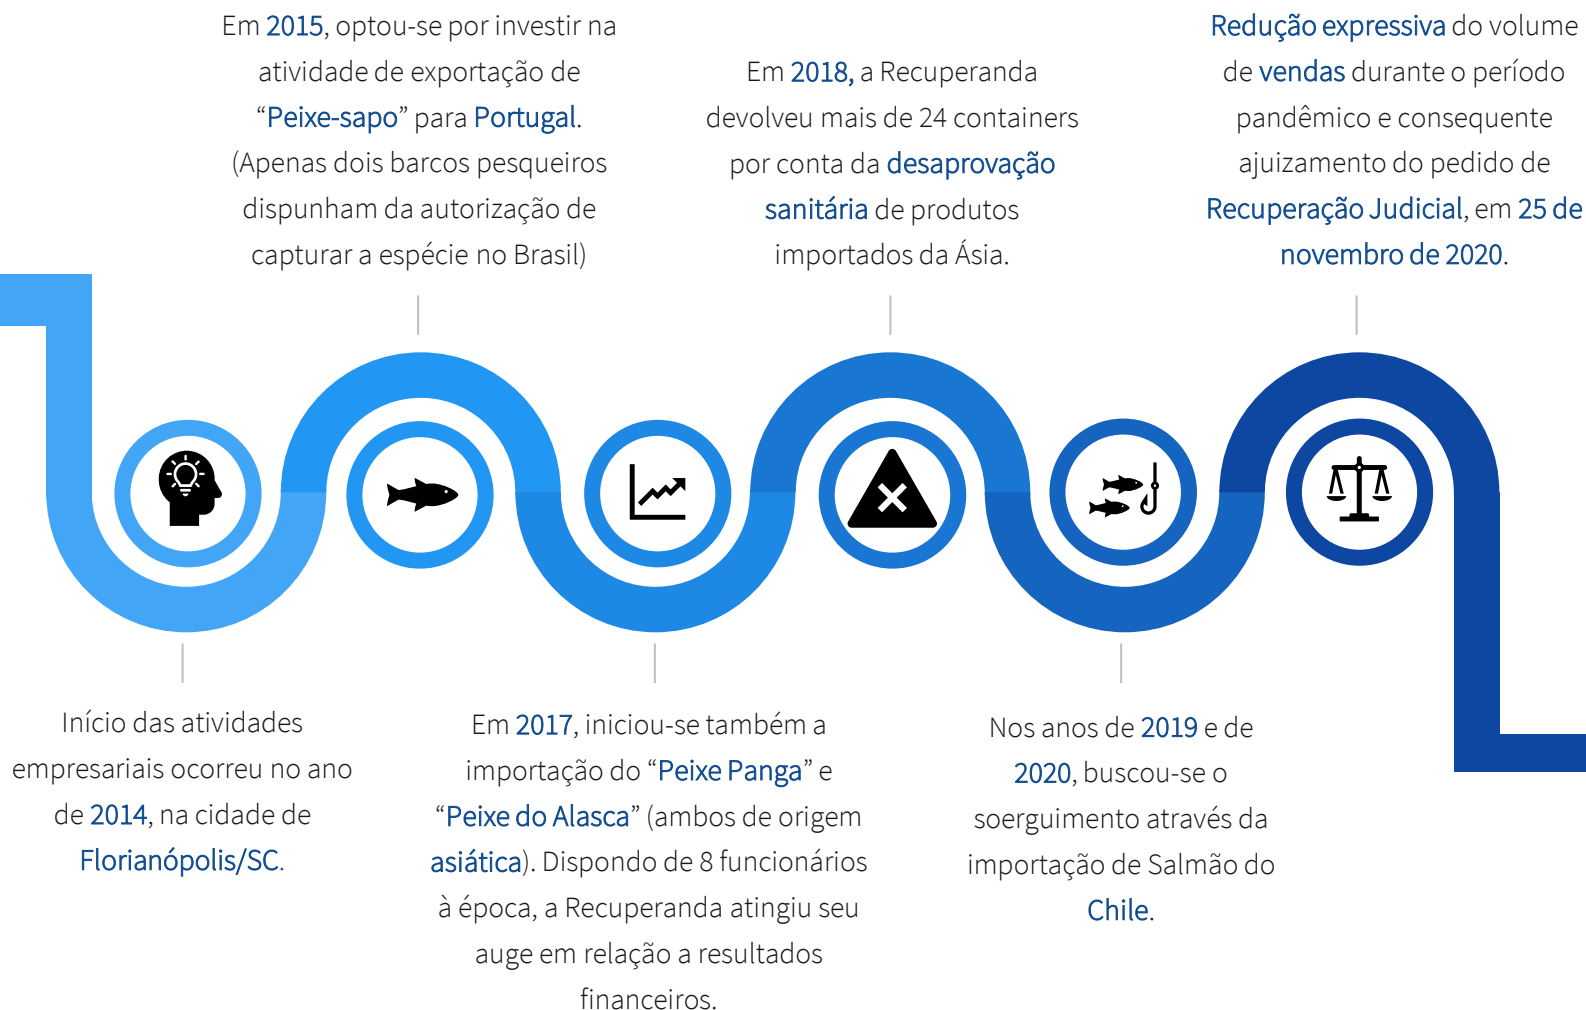 Em 2015, optou-se por investir na
atividade de exportação de
“Peixe-sapo” para Portugal.
(Apenas dois barcos pesqueiros
dispunham da autorização de
capturar a espécie no Brasil)
Em 2018, a Recuperanda
devolveu mais de 24 containers
por conta da desaprovação
sanitária de produtos
importados da Ásia.
Redução expressiva do volume
de vendas durante o período
pandêmico e consequente
ajuizamento do pedido de
Recuperação Judicial, em 25 de
novembro de 2020.
Início das atividades
empresariais ocorreu no ano
de 2014, na cidade de
Florianópolis/SC.
Em 2017, iniciou-se também a
importação do “Peixe Panga” e
“Peixe do Alasca” (ambos de origem
asiática). Dispondo de 8 funcionários
à época, a Recuperanda atingiu seu
auge em relação a resultados
financeiros.
Nos anos de 2019 e de
2020, buscou-se o
soerguimento através da
importação de Salmão do
Chile.